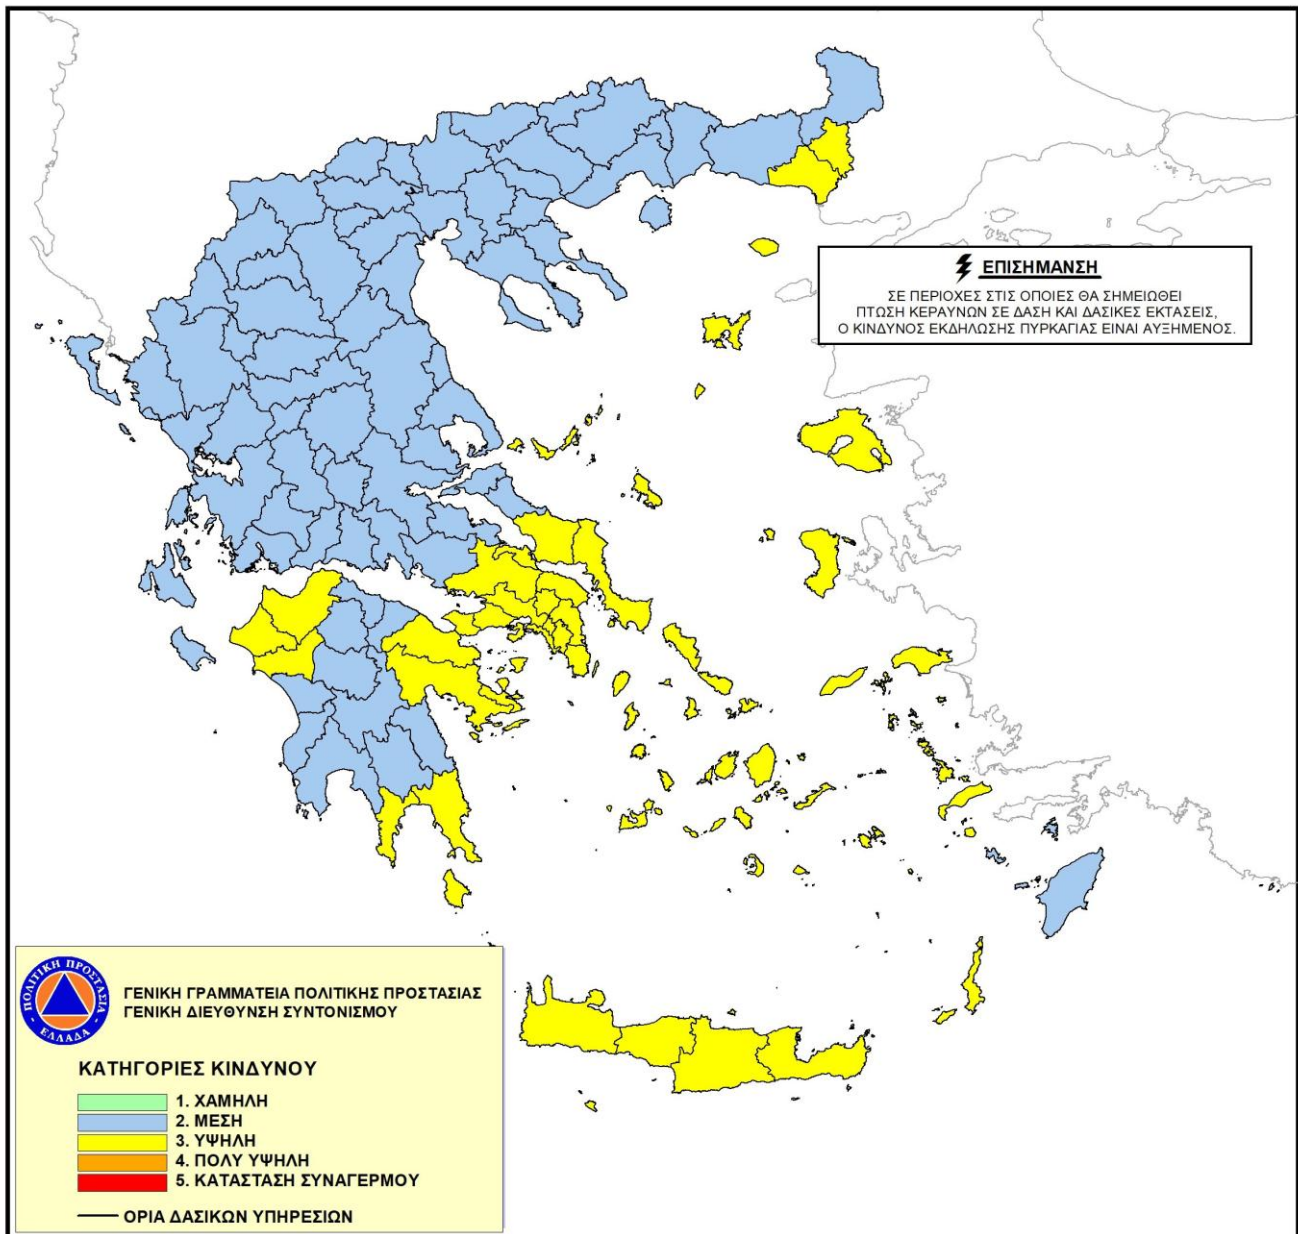 ΕΠΙΣΗΜΑΝΣΗ
ΣΕ ΠΕΡΙΟΧΕΣ ΣΤΙΣ ΟΠΟΙΕΣ ΘΑ ΣΗΜΕΙΩΘΕΙ
ΠΤΩΣΗ ΚΕΡΑΥΝΩΝ ΣΕ ΔΑΣΗ ΚΑΙ ΔΑΣΙΚΕΣ ΕΚΤΑΣΕΙΣ,
Ο ΚΙΝΔΥΝΟΣ ΕΚΔΗΛΩΣΗΣ ΠΥΡΚΑΓΙΑΣ ΕΙΝΑΙ ΑΥΞΗΜΕΝΟΣ.
ΠΟΛΙΤΙΚΗ ΠΡΟΣΤΑΣΙΑ
ΕΛΛΑΔΑ
ΓΕΝΙΚΗ ΓΡΑΜΜΑΤΕΙΑ ΠΟΛΙΤΙΚΗΣ ΠΡΟΣΤΑΣΙΑΣ
ΓΕΝΙΚΗ ΔΙΕΥΘΥΝΣΗ ΣΥΝΤΟΝΙΣΜΟΥ
ΚΑΤΗΓΟΡΙΕΣ ΚΙΝΔΥΝΟΥ
1. ΧΑΜΗΛΗ
2. ΜΕΣΗ
3. ΥΨΗΛΗ
4. ΠΟΛΥ ΥΨΗΛΗ
5. ΚΑΤΑΣΤΑΣΗ ΣΥΝΑΓΕΡΜΟΥ
ΟΡΙΑ ΔΑΣΙΚΩΝ ΥΠΗΡΕΣΙΩΝ